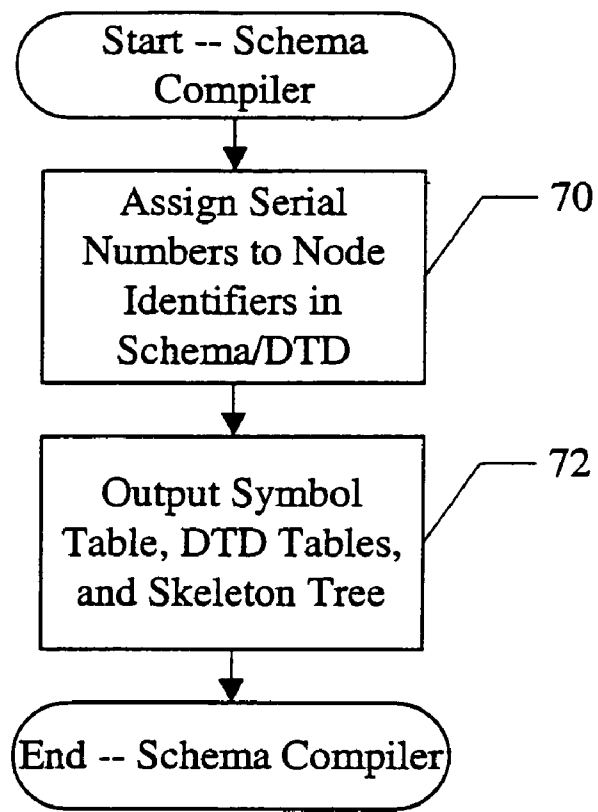 Start -- Schema
Compiler
Assign Serial
Numbers to Node
Identifiers in
Schema/DTD
70
Output Symbol
Table, DTD Tables,
and Skeleton Tree
72
End -- Schema Compiler